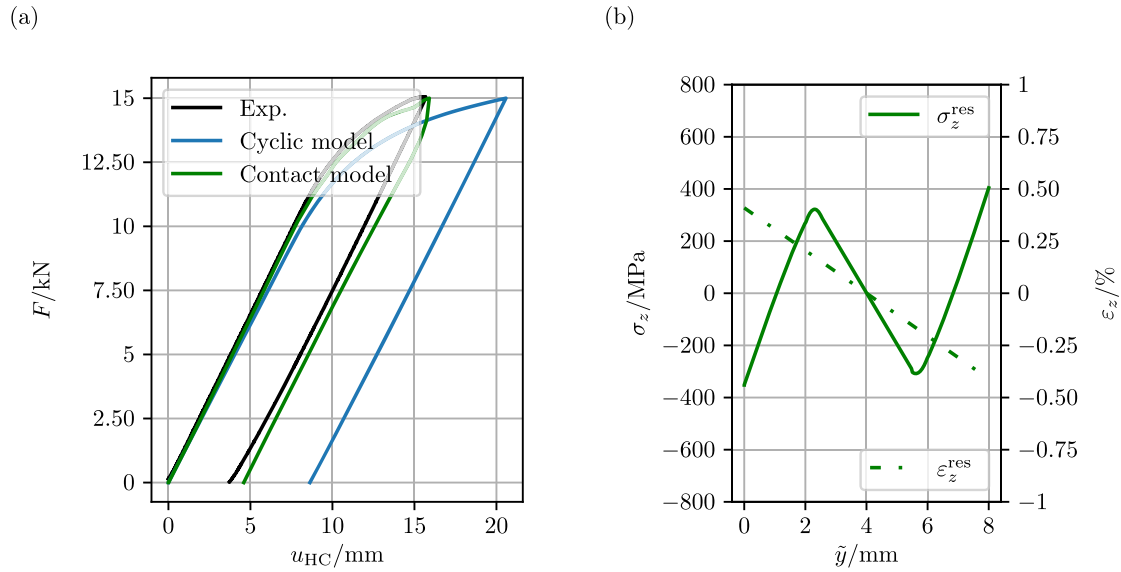 (a)
15
12.50
10
7.50
5
2.50
0
F/kN
Exp.
Cyclic model
Contact model
0 5 10 15 20
u_HC/mm
(b)
800
600
400
200
0
−200
−400
−600
−800
σ_z/MPa
σ_z^res
ε_z^res
1
0.75
0.50
0.25
0
−0.25
−0.50
−0.75
−1
ε_z/%
0 2 4 6 8
ỹ/mm